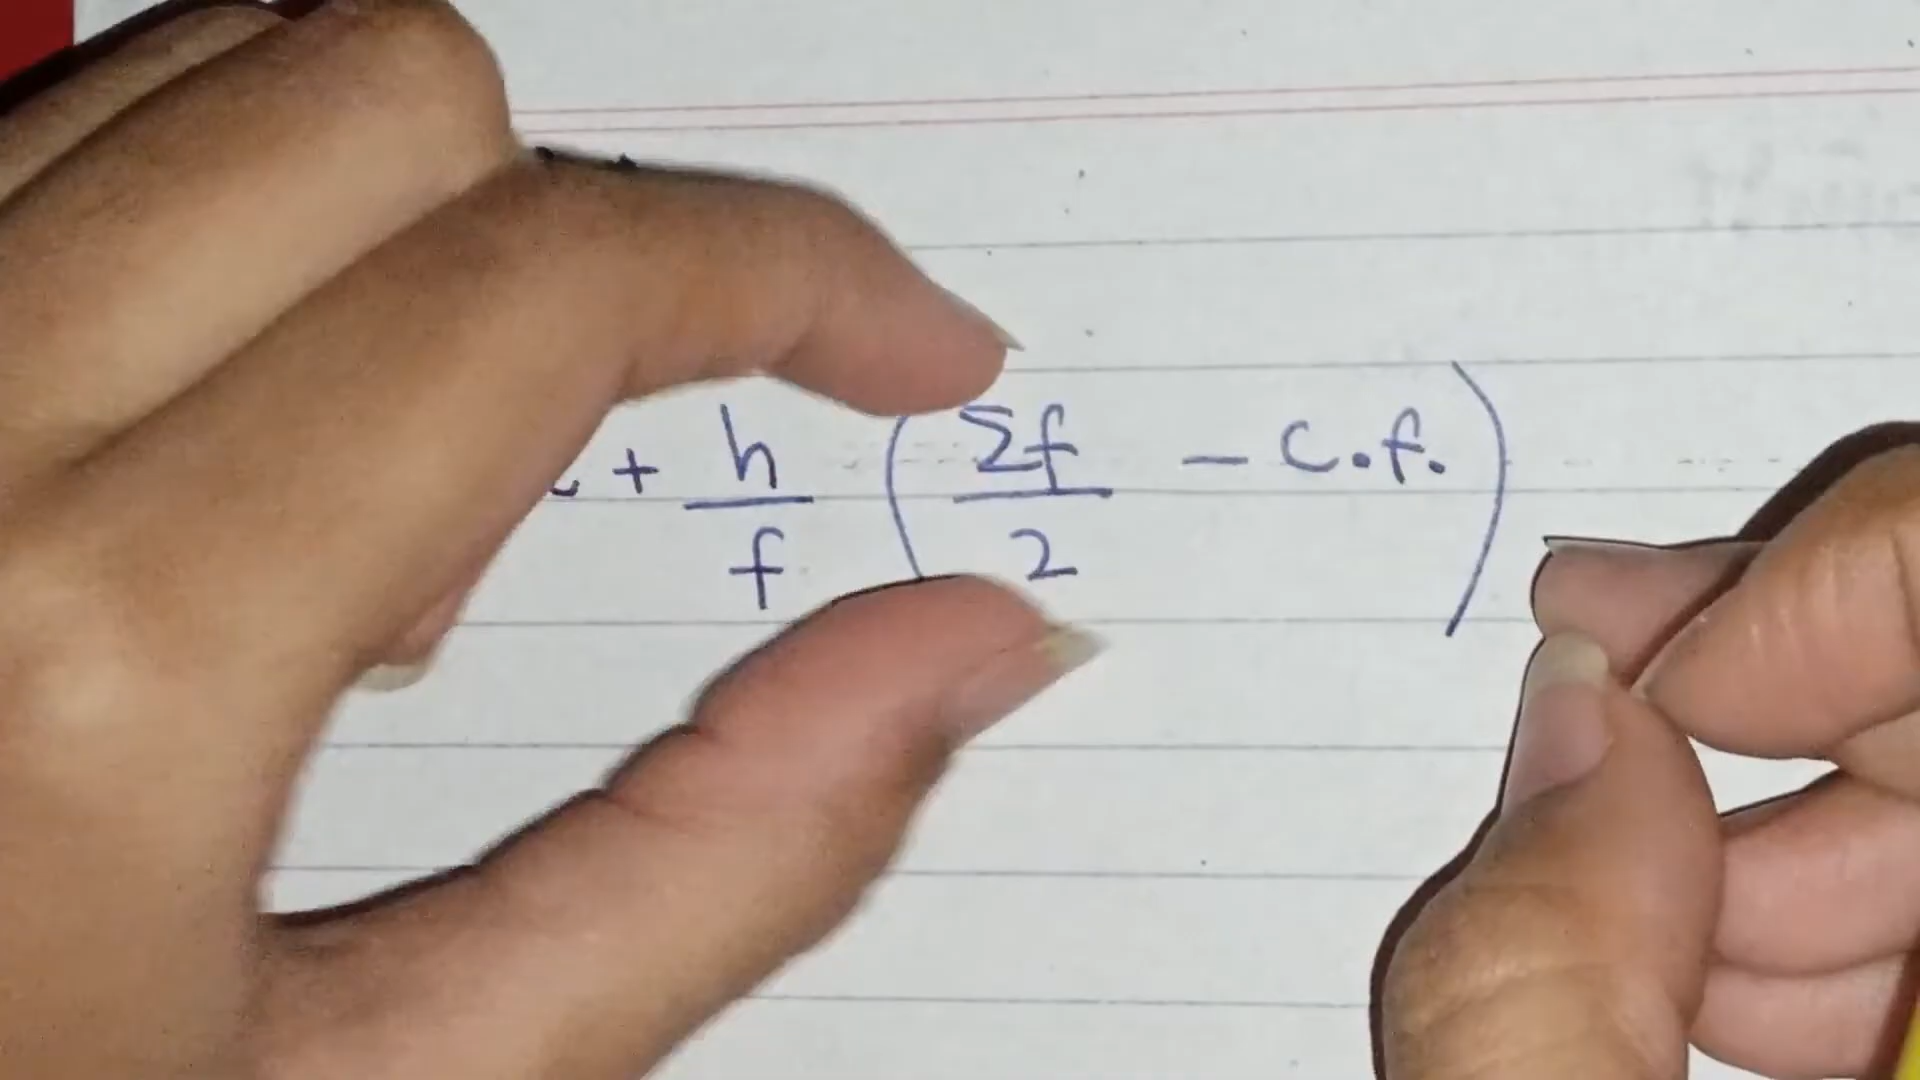 + h/f (Σf/2 - C.f.)